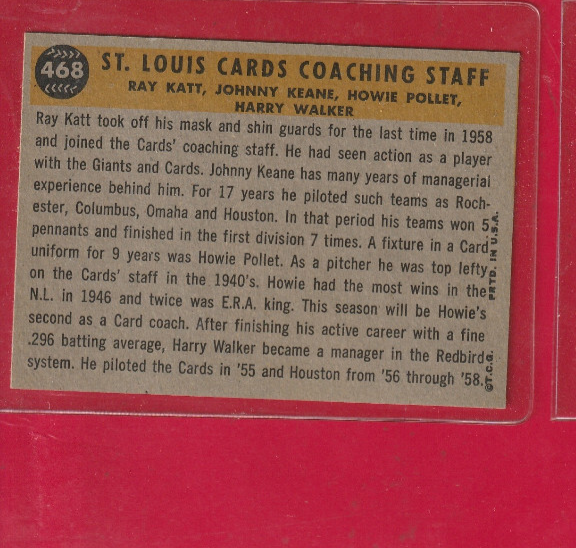 468
ST. LOUIS CARDS COACHING STAFF
RAY KATT, JOHNNY KEANE, HOWIE POLLET,
HARRY WALKER
Ray Katt took off his mask and shin guards for the last time in 1958
and joined the Cards' coaching staff. He had seen action as a player
with the Giants and Cards. Johnny Keane has many years of managerial
experience behind him. For 17 years he piloted such teams as Roch-
ester, Columbus, Omaha and Houston. In that period his teams won 5
pennants and finished in the first division 7 times. A fixture in a Card
uniform for 9 years was Howie Pollet. As a pitcher he was top lefty
on the Cards' staff in the 1940's. Howie had the most wins in the
N.L. in 1946 and twice was E.R.A. king. This season will be Howie's
second as a Card coach. After finishing his active career with a fine
.296 batting average, Harry Walker became a manager in the Redbird
system. He piloted the Cards in '55 and Houston from '56 through '58.
©T.C.G. PRTD. IN U.S.A.